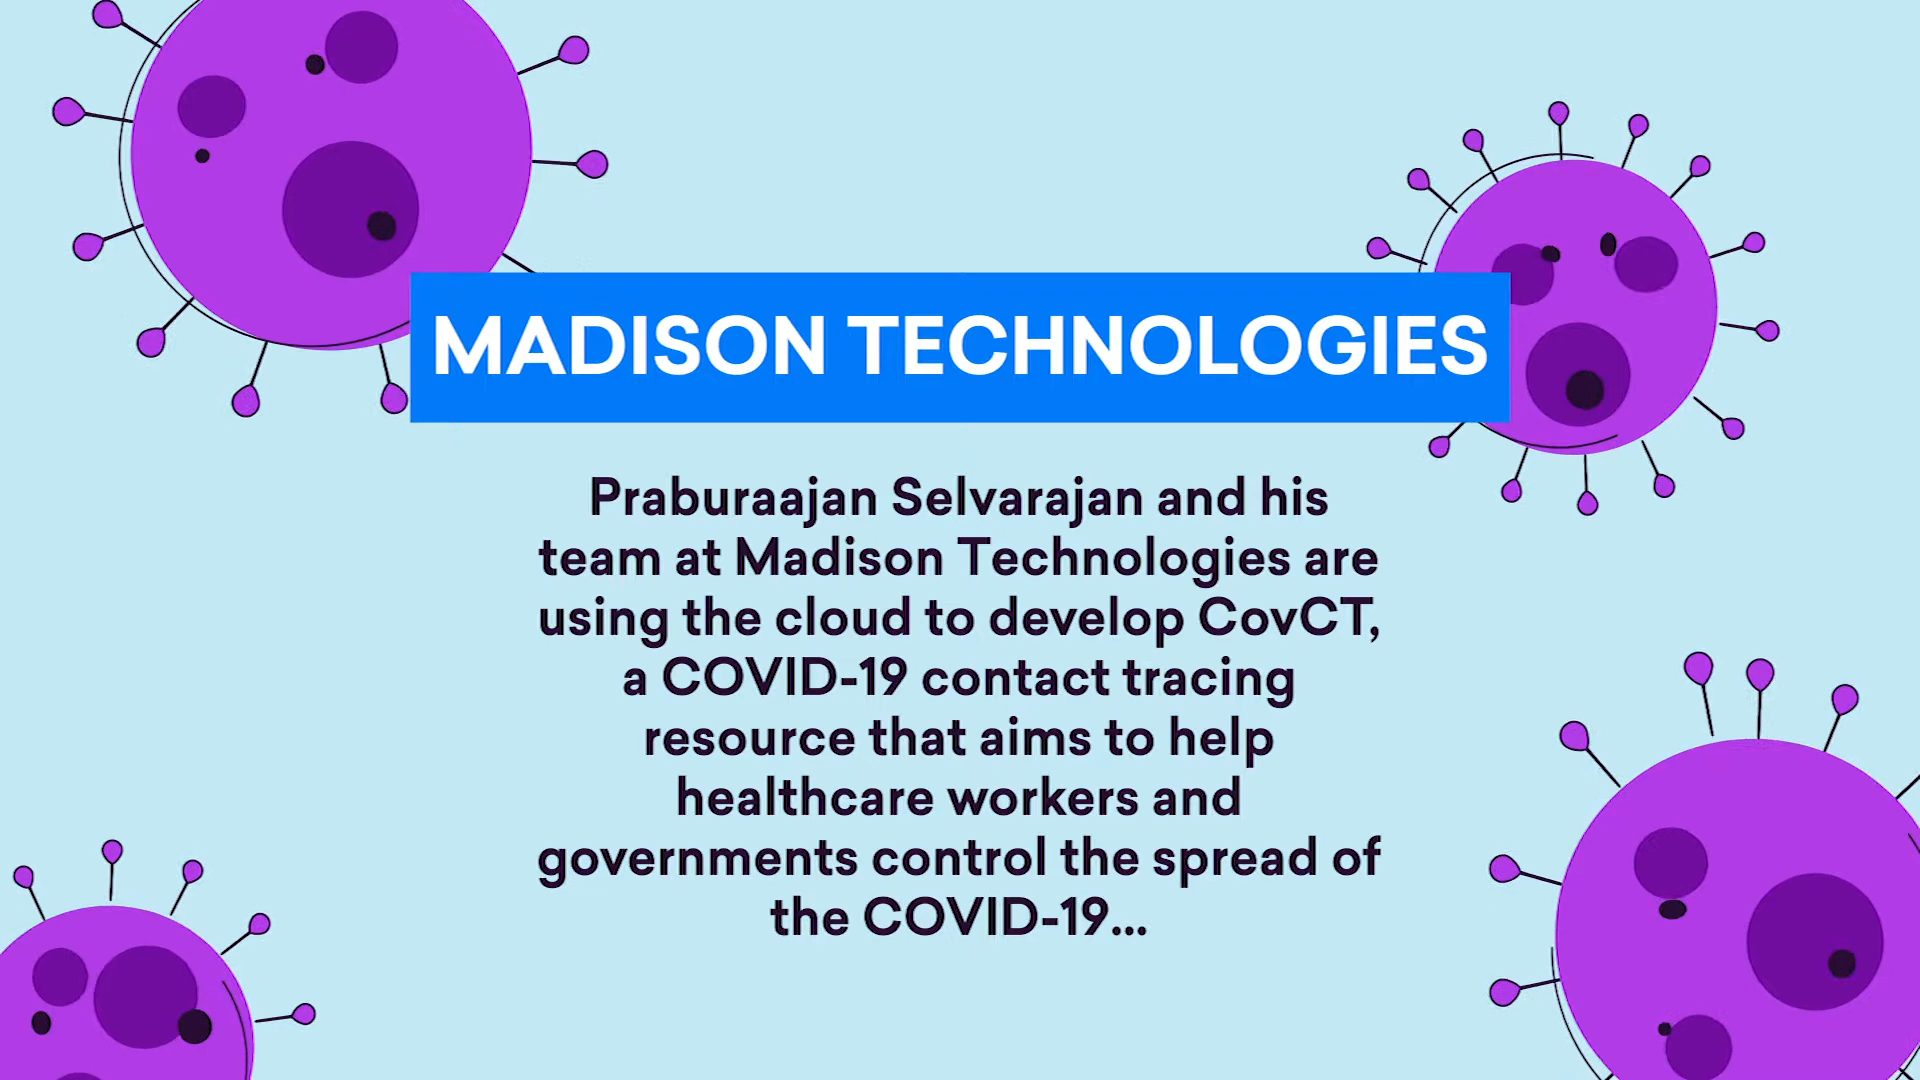 MADISON TECHNOLOGIES
Praburaajan Selvarajan and his
team at Madison Technologies are
using the cloud to develop CovCT,
a COVID-19 contact tracing
resource that aims to help
healthcare workers and
governments control the spread of
the COVID-19...